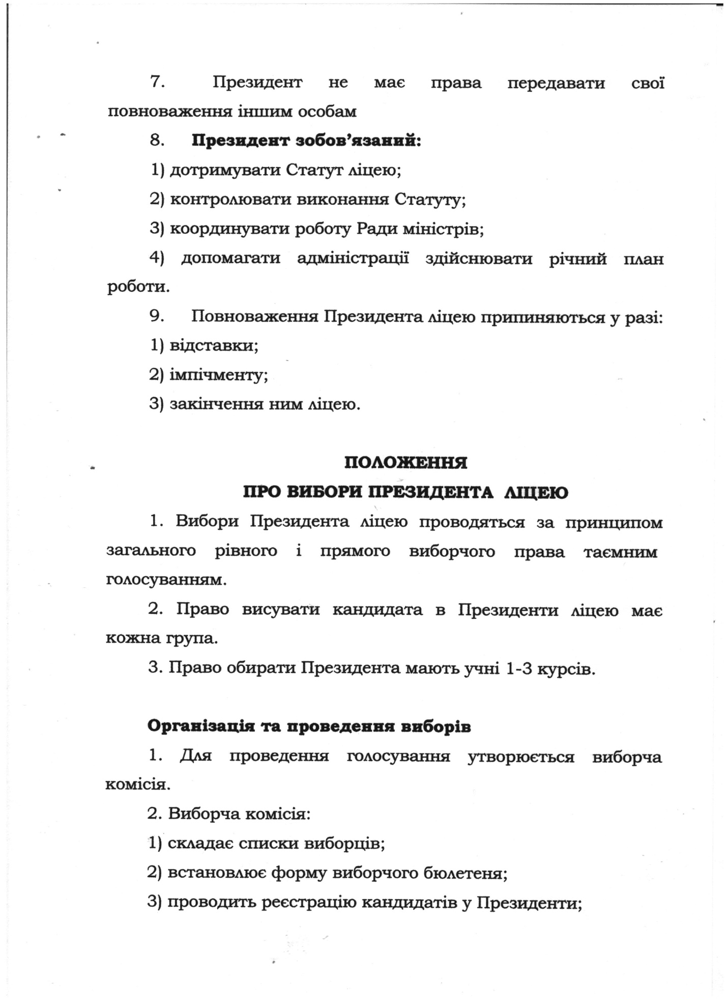 7. Президент не має права передавати свої
повноваження іншим особам
8. Президент зобов’язаний:
1) дотримувати Статут ліцею;
2) контролювати виконання Статуту;
3) координувати роботу Ради міністрів;
4) допомагати адміністрації здійснювати річний план
роботи.
9. Повноваження Президента ліцею припиняються у разі:
1) відставки;
2) імпічменту;
3) закінчення ним ліцею.
ПОЛОЖЕННЯ
ПРО ВИБОРИ ПРЕЗИДЕНТА ЛІЦЕЮ
1. Вибори Президента ліцею проводяться за принципом
загального рівного і прямого виборчого права таємним
голосуванням.
2. Право висувати кандидата в Президенти ліцею має
кожна група.
3. Право обирати Президента мають учні 1-3 курсів.
Організація та проведення виборів
1. Для проведення голосування утворюється виборча
комісія.
2. Виборча комісія:
1) складає списки виборців;
2) встановлює форму виборчого бюлетеня;
3) проводить реєстрацію кандидатів у Президенти;